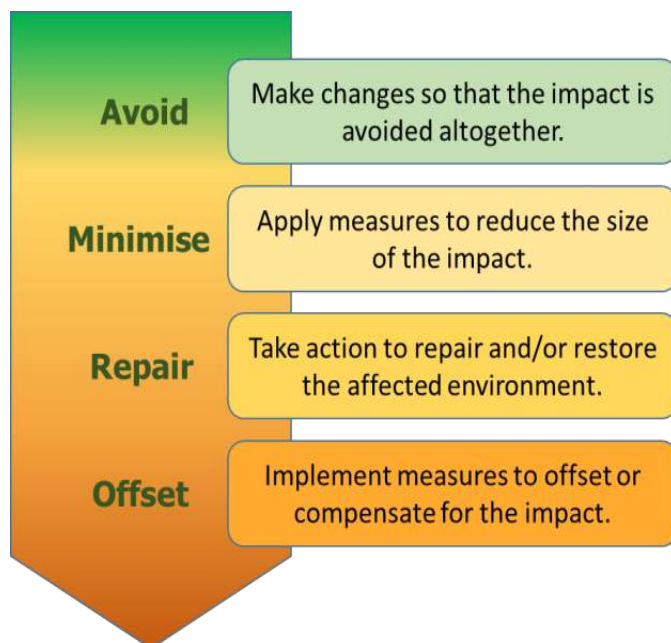 Avoid
Make changes so that the impact is
avoided altogether.
Minimise
Apply measures to reduce the size
of the impact.
Repair
Take action to repair and/or restore
the affected environment.
Offset
Implement measures to offset or
compensate for the impact.